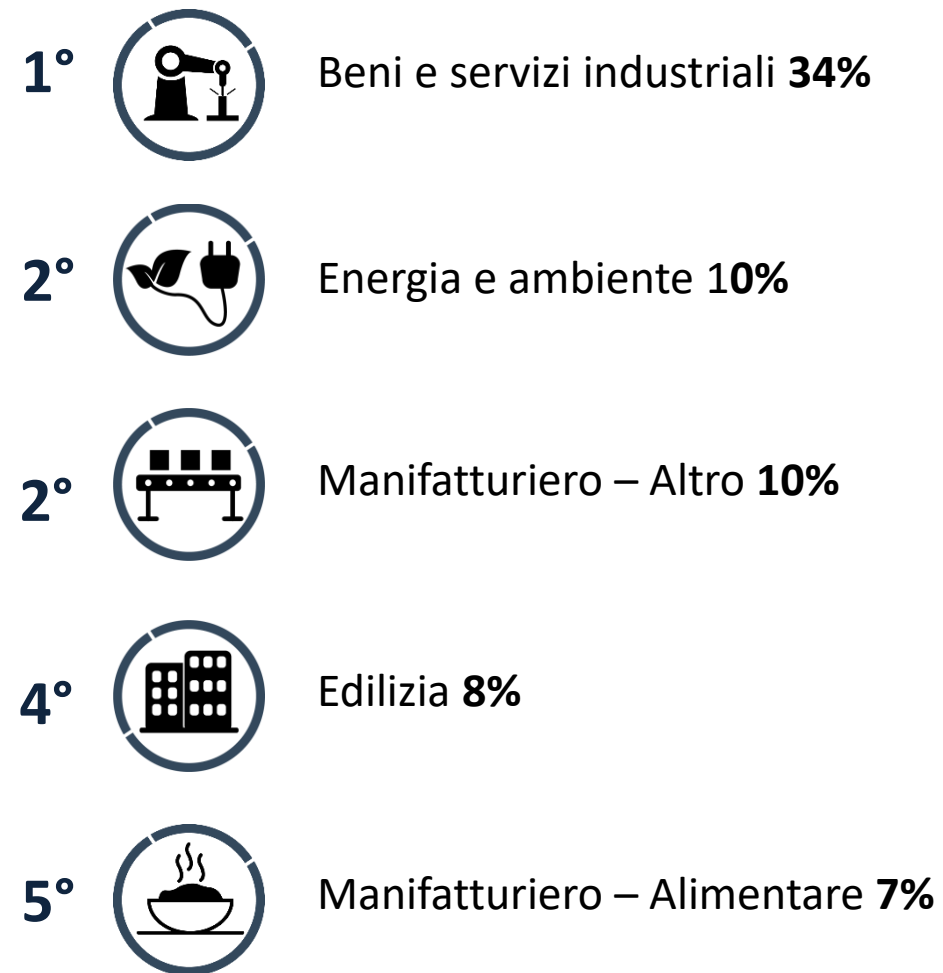 1° Beni e servizi industriali 34%
2° Energia e ambiente 10%
2° Manifatturiero – Altro 10%
4° Edilizia 8%
5° Manifatturiero – Alimentare 7%